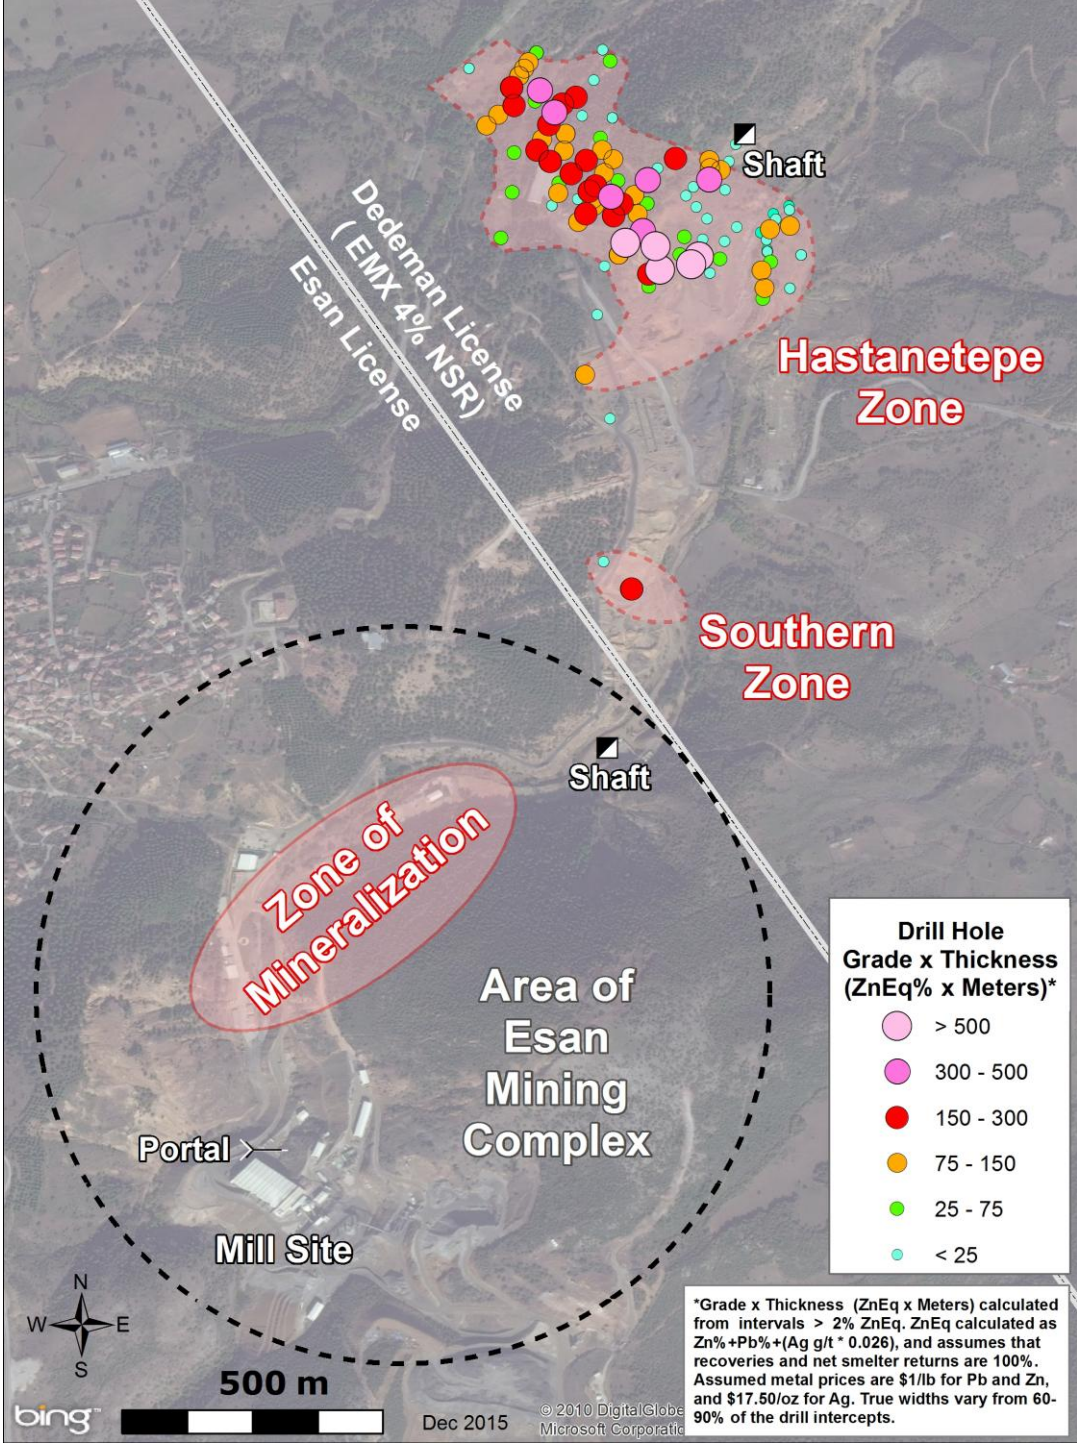 Shaft
Dedeman License
( EMX 4% NSR)
Esan License
Hastanetepe
Zone
Southern
Zone
Shaft
Zone of
Mineralization
Area of
Esan
Mining
Complex
Portal
Mill Site
Drill Hole
Grade x Thickness
(ZnEq% x Meters)*
> 500
300 - 500
150 - 300
75 - 150
25 - 75
< 25
N
W E
S
500 m
bing™
Dec 2015
© 2010 DigitalGlobe
Microsoft Corporatio
*Grade x Thickness (ZnEq x Meters) calculated
from intervals > 2% ZnEq. ZnEq calculated as
Zn%+Pb%+(Ag g/t * 0.026), and assumes that
recoveries and net smelter returns are 100%.
Assumed metal prices are $1/lb for Pb and Zn,
and $17.50/oz for Ag. True widths vary from 60-
90% of the drill intercepts.